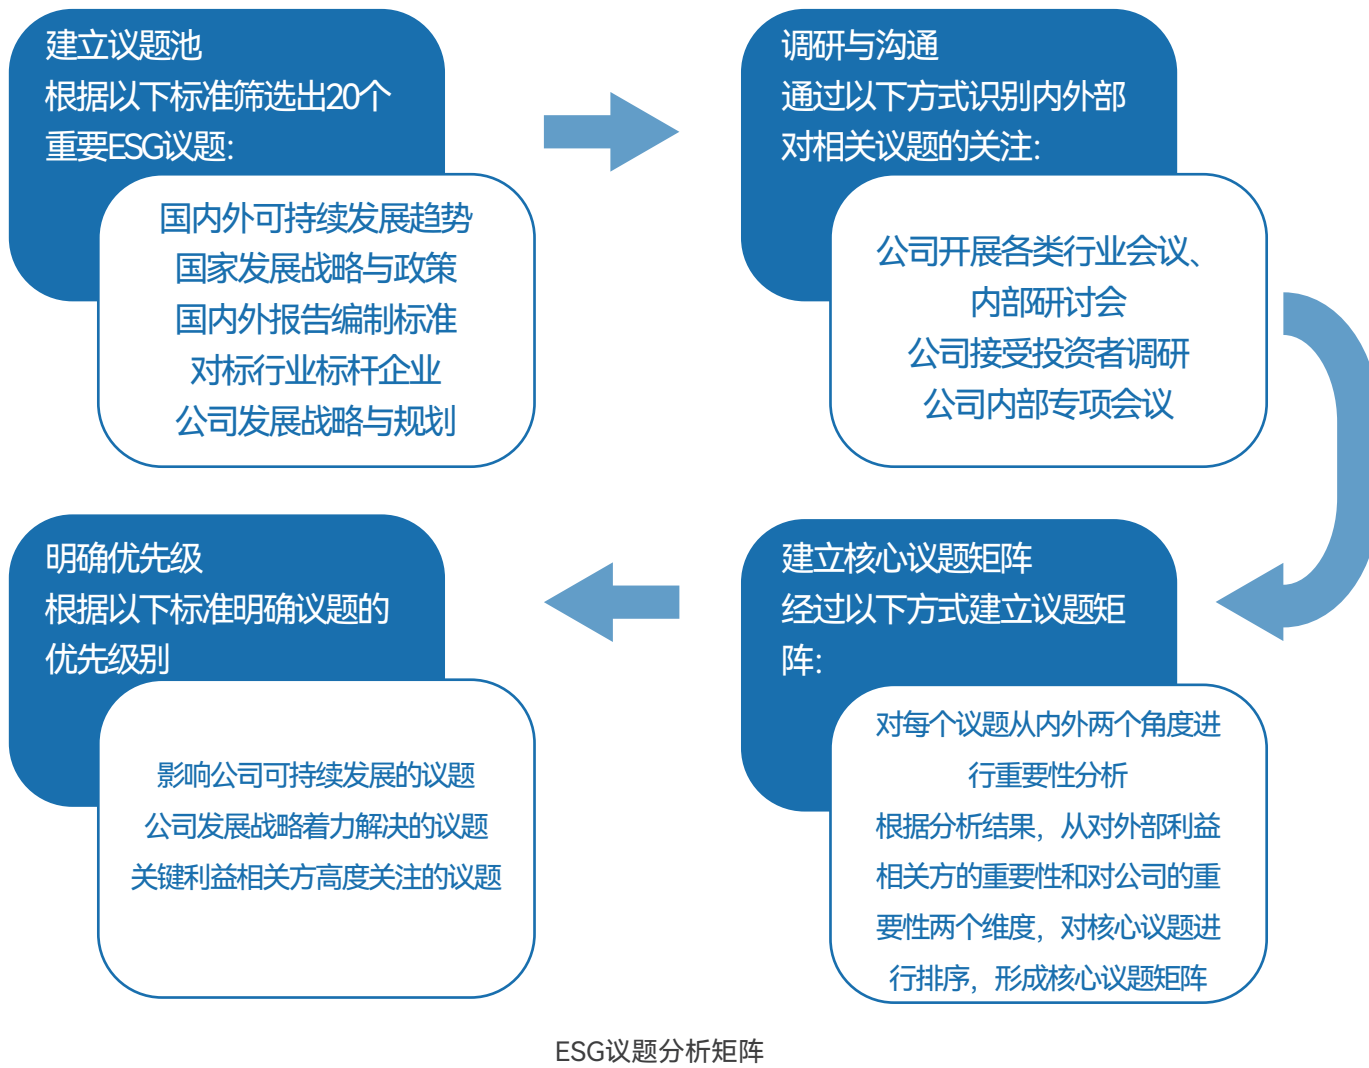 建立议题池
根据以下标准筛选出20个
重要ESG议题：
国内外可持续发展趋势
国家发展战略与政策
国内外报告编制标准
对标行业标杆企业
公司发展战略与规划
调研与沟通
通过以下方式识别内外部
对相关议题的关注：
公司开展各类行业会议、
内部研讨会
公司接受投资者调研
公司内部专项会议
建立核心议题矩阵
经过以下方式建立议题矩
阵：
对每个议题从内外两个角度进
行重要性分析
根据分析结果，从对外部利益
相关方的重要性和对公司的重
要性两个维度，对核心议题进
行排序，形成核心议题矩阵
明确优先级
根据以下标准明确议题的
优先级别
影响公司可持续发展的议题
公司发展战略着力解决的议题
关键利益相关方高度关注的议题
ESG议题分析矩阵